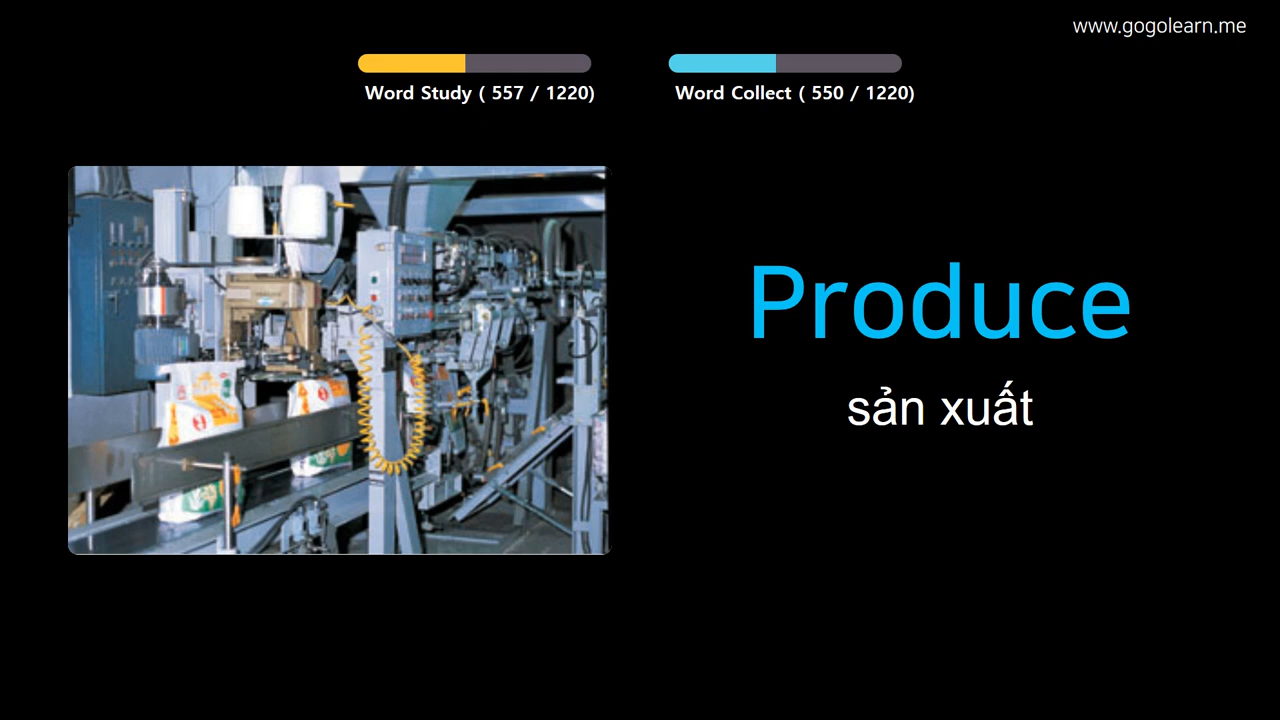 www.gogolearn.me
Word Study ( 557 / 1220)
Word Collect ( 550 / 1220)
Produce
sản xuất